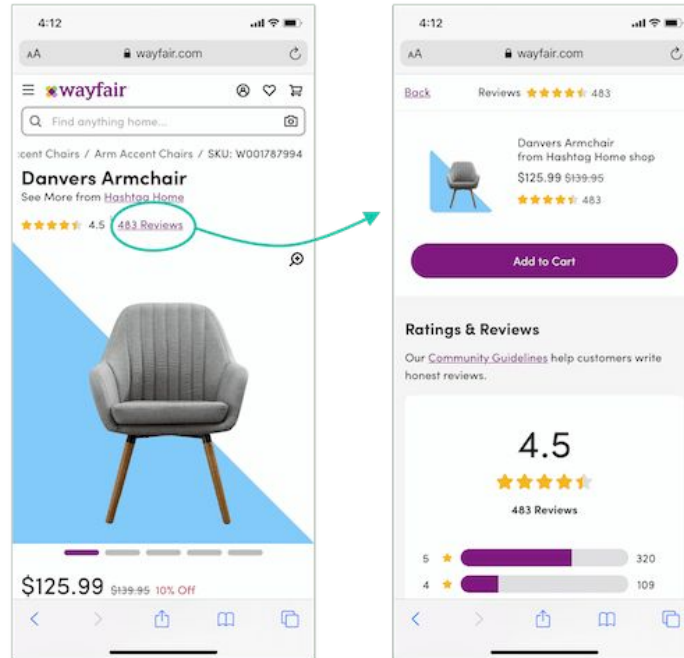 4:12
AA wayfair.com
wayfair
Find anything home...
cent Chairs / Arm Accent Chairs / SKU: W001787994
Danvers Armchair
See More from Hashtag Home
4.5 483 Reviews
$125.99 $139.95 10% Off
4:12
AA wayfair.com
Back Reviews 483
Danvers Armchair
from Hashtag Home shop
$125.99 $139.95
483
Add to Cart
Ratings & Reviews
Our Community Guidelines help customers write
honest reviews.
4.5
483 Reviews
5 320
4 109